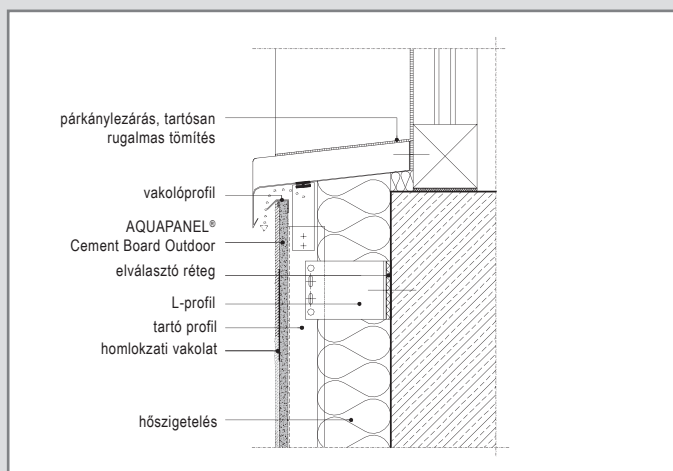 párkánylezárás, tartósan
rugalmas tömítés
vakolóprofil
AQUAPANEL®
Cement Board Outdoor
elválasztó réteg
L-profil
tartó profil
homlokzati vakolat
hőszigetelés